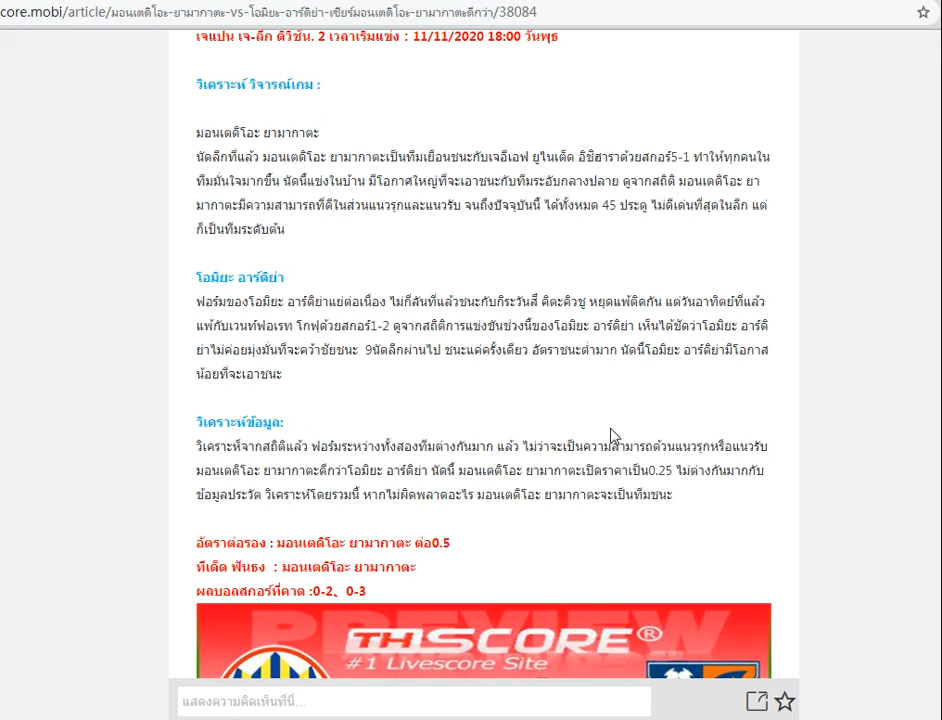 core.mobi/article/มอนเตดิโอะ-ยามากาตะ-vs-โอมิยะ-อาร์ดิย่า-เชียร์มอนเตดิโอะ-ยามากาตะดีกว่า/38084
เจแปน เจ-ลีก ดิวิชั่น. 2 เวลาเริ่มแข่ง : 11/11/2020 18:00 วันพุธ
วิเคราะห์ วิจารณ์เกม :
มอนเตดิโอะ ยามากาตะ
นัดลีกที่แล้ว มอนเตดิโอะ ยามากาตะเป็นทีมเยือนชนะกับเจอีเอฟ ยูไนเต็ด อิชิฮาราด้วยสกอร์5-1 ทำให้ทุกคนใน
ทีมมั่นใจมากขึ้น นัดนี้แข่งในบ้าน มีโอกาสใหญ่ที่จะเอาชนะกับทีมระอับกลางปลาย ดูจากสถิติ มอนเตดิโอะ ยา
มากาตะมีความสามารถที่ดีในส่วนแนวรุกและแนวรับ จนถึงปัจจุบันนี้ ได้ทั้งหมด 45 ประตู ไม่ดีเด่นที่สุดในลีก แต่
ก็เป็นทีมระดับต้น
โอมิยะ อาร์ดิย่า
ฟอร์มของโอมิยะ อาร์ดิย่าแย่ต่อเนื่อง ไม่กี่ลันที่แล้วชนะกับกิระวันสึ คิตะคิวชู หยุดแพ้ติดกัน แต่วันอาทิตย์ที่แล้ว
แพ้กับเวนท์ฟอเรท โกฟุด้วยสกอร์1-2 ดูจากสถิติการแข่งขันช่วงนี้ของโอมิยะ อาร์ดิย่า เห็นได้ชัดว่าโอมิยะ อาร์ดิ
ย่าไม่ค่อยมุ่งมั่นที่จะคว้าชัยชนะ 9นัดลีกผ่านไป ชนะแค่ครั้งเดียว อัตราชนะต่ำมาก นัดนี้โอมิยะ อาร์ดิย่ามีโอกาส
น้อยที่จะเอาชนะ
วิเคราะห์ข้อมูล:
วิเคราะห์จากสถิติแล้ว ฟอร์มระหว่างทั้งสองทีมต่างกันมาก แล้ว ไม่ว่าจะเป็นความสามารถด้วนแนวรุกหรือแนวรับ
มอนเตดิโอะ ยามากาตะดีกว่าโอมิยะ อาร์ดิย่า นัดนี้ มอนเตดิโอะ ยามากาตะเปิดราคาเป็น0.25 ไม่ต่างกันมากกับ
ข้อมูลประวัต วิเคราะห์โดยรวมนี้ หากไม่ผิดพลาดอะไร มอนเตดิโอะ ยามากาตะจะเป็นทีมชนะ
อัตราต่อรอง : มอนเตดิโอะ ยามากาตะ ต่อ0.5
ทีเด็ด ฟันธง : มอนเตดิโอะ ยามากาตะ
ผลบอลสกอร์ที่คาด :0-2、0-3
PREVIEW
THSCORE®
#1 Livescore Site
แสดงความคิดเห็นที่นี่...